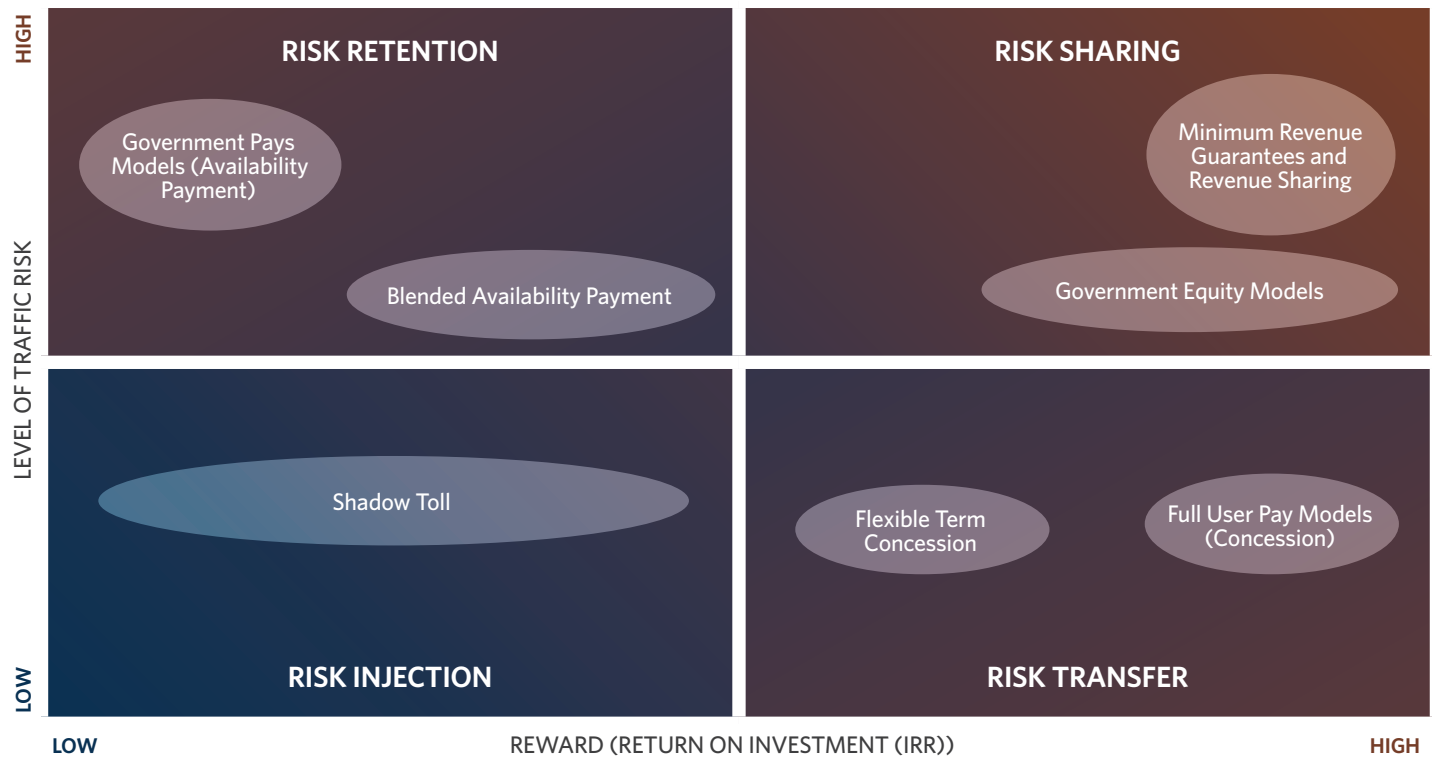 HIGH
LEVEL OF TRAFFIC RISK
LOW
RISK RETENTION
Government Pays
Models (Availability
Payment)
Blended Availability Payment
RISK SHARING
Minimum Revenue
Guarantees and
Revenue Sharing
Government Equity Models
Shadow Toll
RISK INJECTION
Flexible Term
Concession
Full User Pay Models
(Concession)
RISK TRANSFER
LOW
REWARD (RETURN ON INVESTMENT (IRR))
HIGH